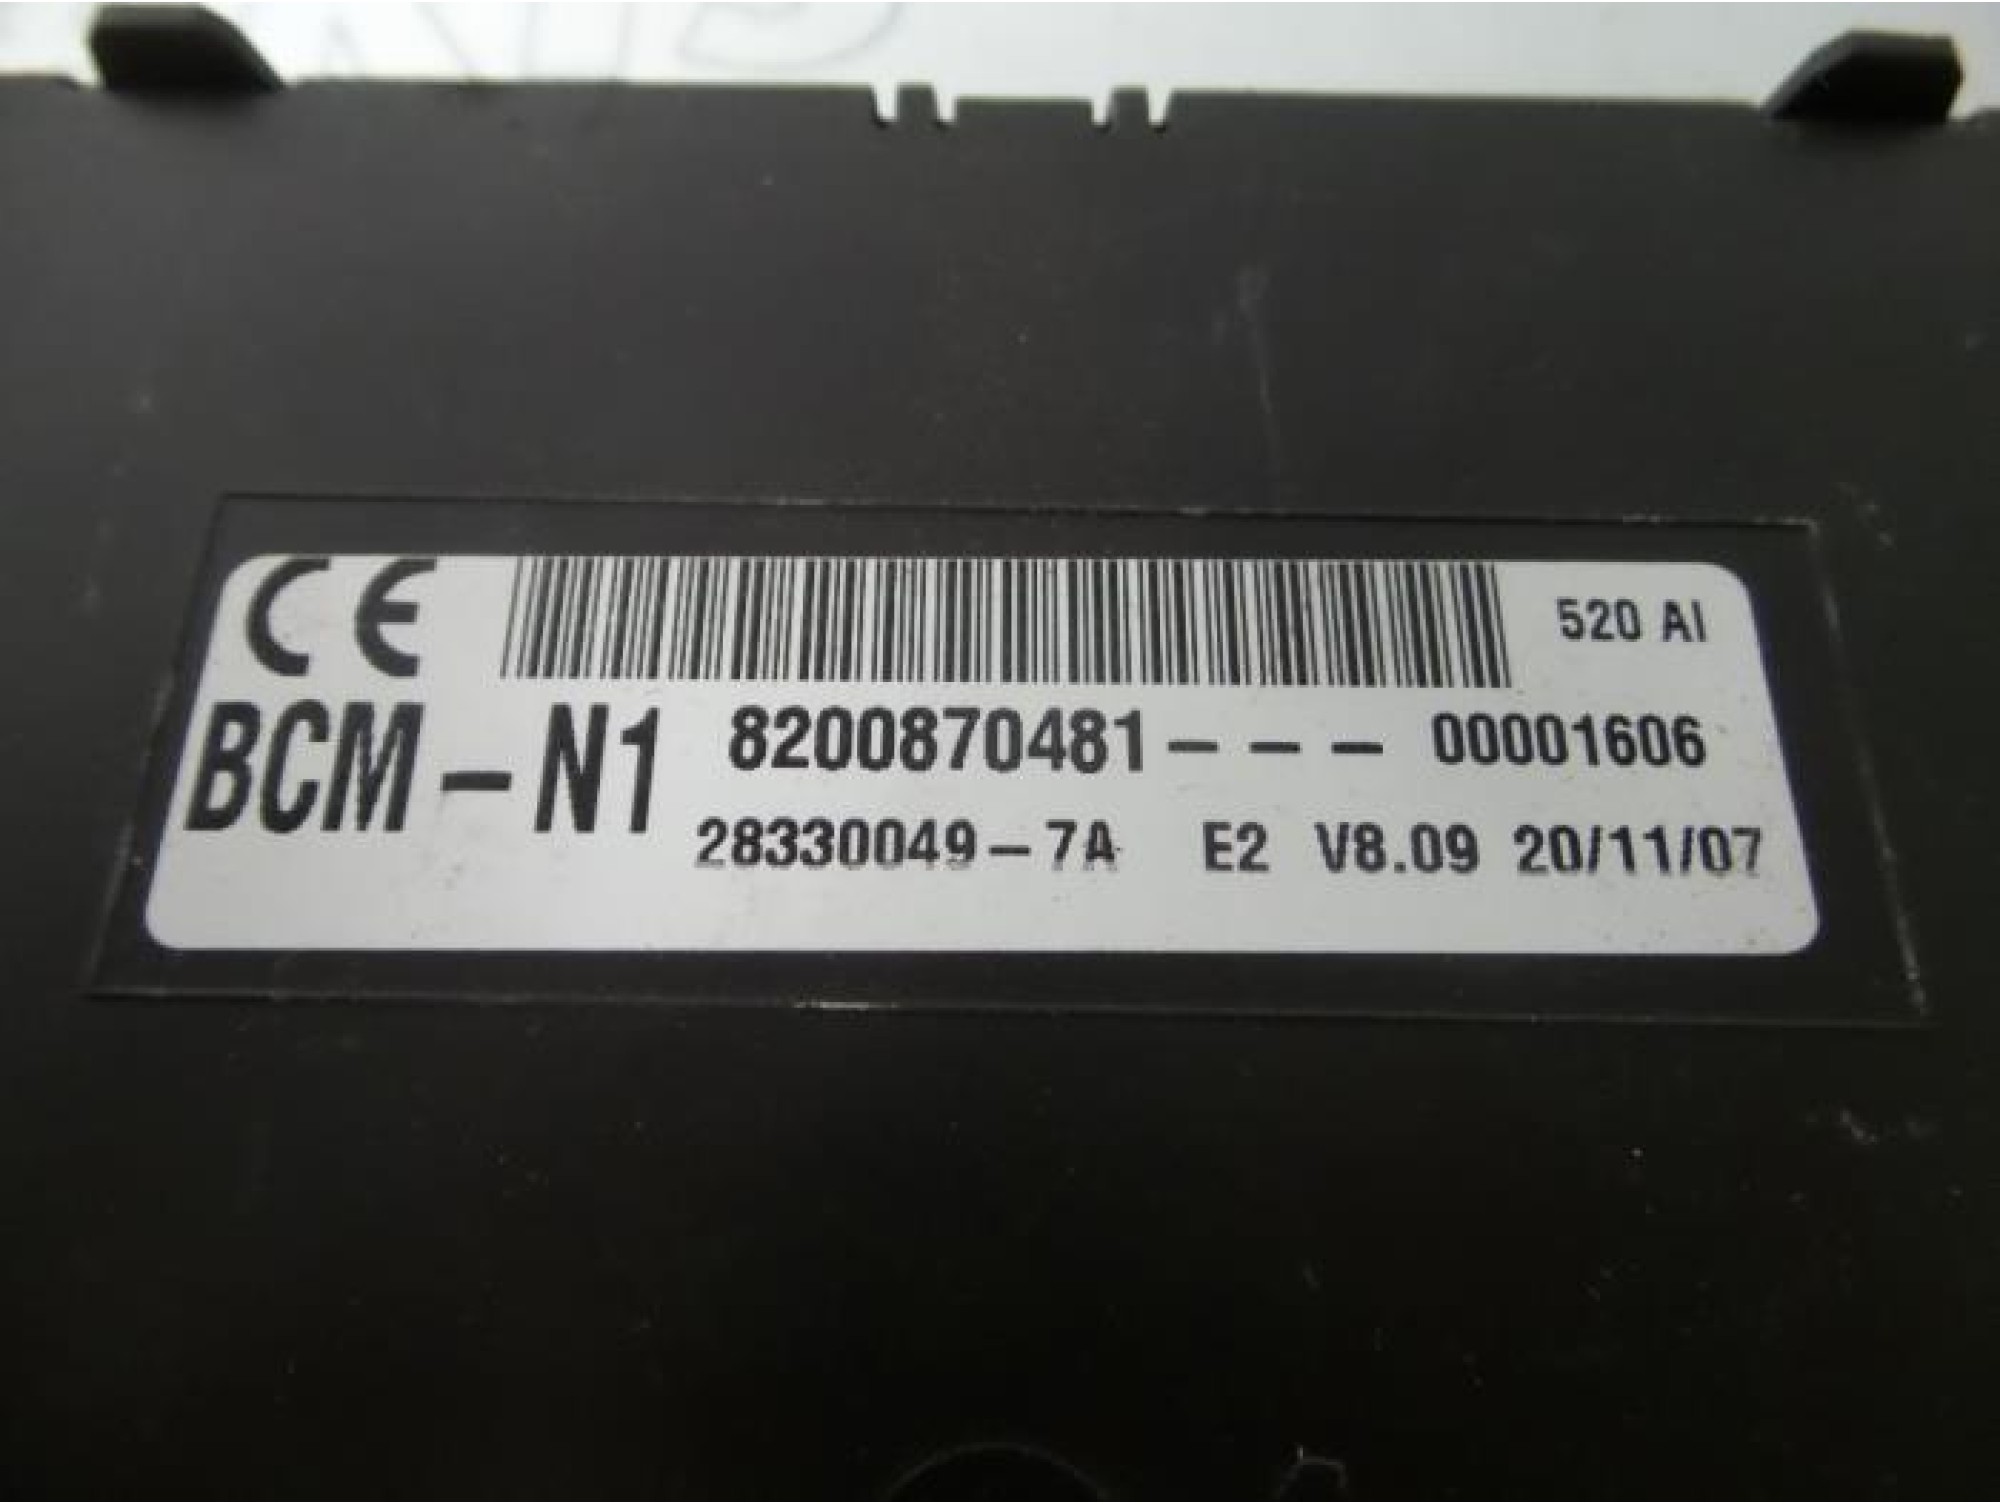 CE 520 AI
BCM-N1 8200870481--- 00001606
28330049-7A E2 V8.09 20/11/07